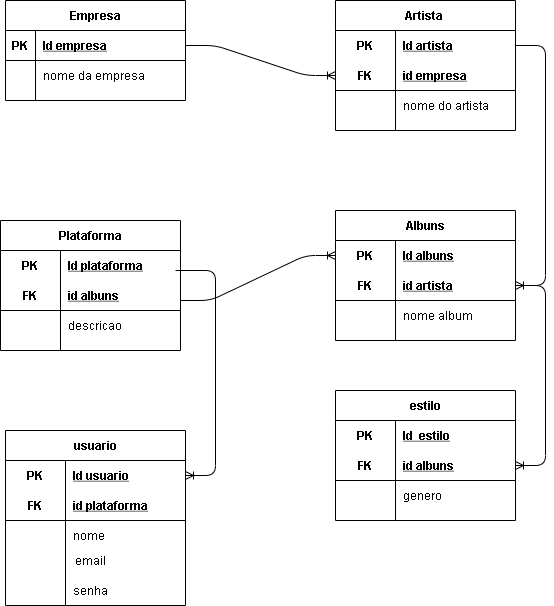 Empresa
PK Id empresa
nome da empresa
Artista
PK Id artista
FK id empresa
nome do artista
Plataforma
PK Id plataforma
FK id albuns
descricao
Albuns
PK Id albuns
FK id artista
nome album
usuario
PK Id usuario
FK id plataforma
nome
email
senha
estilo
PK Id estilo
FK id albuns
genero